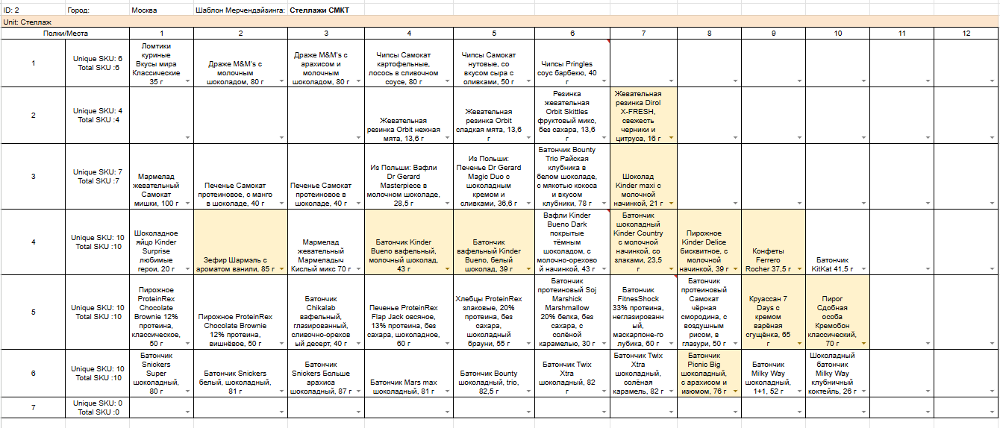 ID: 2 Город: Москва Шаблон Мерчендайзинга: Стеллажи СМКТ
Unit: Стеллаж
Полки/Места 1 2 3 4 5 6 7 8 9 10 11 12
1
Unique SKU: 6
Total SKU :6
Ломтики
куриные
Вкусы мира
Классические
35 г
Драже M&M's с
молочным
шоколадом, 80 г
Драже M&M's с
арахисом и
молочным
шоколадом, 80 г
Чипсы Самокат
картофельные,
лосось в сливочном
соусе, 80 г
Чипсы Самокат
нутовые, со
вкусом сыра с
оливками, 50 г
Чипсы Pringles
соус барбекю, 40
г
2
Unique SKU: 4
Total SKU :4
Жевательная
резинка Orbit нежная
мята, 13,6 г
Жевательная
резинка Orbit
сладкая мята, 13,6
г
Резинка
жевательная
Orbit Skittles
фруктовый микс,
без сахара, 13,6
г
Жевательная
резинка Dirol
X-FRESH,
свежесть
черники и
цитруса, 16 г
3
Unique SKU: 7
Total SKU :7
Мармелад
жевательный
Самокат
мишки, 100 г
Печенье Самокат
протеиновое, с манго
в шоколаде, 40 г
Печенье Самокат
протеиновое в
шоколаде, 40 г
Из Польши: Вафли
Dr Gerard
Masterpiece в
молочном шоколаде,
28,5 г
Из Польши:
Печенье Dr Gerard
Magic Duo с
шоколадным
кремом и
сливками, 36,6 г
Батончик Bounty
Trio Райская
клубника в
белом шоколаде,
с мякотью кокоса
и вкусом
клубники, 78 г
Шоколад
Kinder maxi с
молочной
начинкой, 21 г
4
Unique SKU: 10
Total SKU :10
Шоколадное
яйцо Kinder
Surprise
любимые
герои, 20 г
Зефир Шармэль с
ароматом ванили, 85 г
Мармелад
жевательный
Мармеладыч
Кислый микс 70 г
Батончик Kinder
Bueno вафельный,
молочный шоколад,
43 г
Батончик
вафельный Kinder
Bueno, белый
шоколад, 39 г
Вафли Kinder
Bueno Dark
покрытые
тёмным
шоколадом, с
молочно-орехово
й начинкой, 43 г
Батончик
шоколадный
Kinder Country
с молочной
начинкой, со
злаками, 23,5
г
Пирожное
Kinder Delice
бисквитное, с
молочной
начинкой, 39 г
Конфеты
Ferrero
Rocher 37,5 г
Батончик
KitKat 41,5 г
5
Unique SKU: 10
Total SKU :10
Пирожное
ProteinRex
Chocolate
Brownie 12%
протеина,
классическое,
50 г
Пирожное ProteinRex
Chocolate Brownie
12% протеина,
вишнёвое, 50 г
Батончик
Chikalab
вафельный,
глазированный,
сливочно-орехов
ый десерт, 40 г
Печенье ProteinRex
Flap Jack овсяное,
13% протеина, без
сахара, шоколадное,
60 г
Хлебцы ProteinRex
злаковые, 20%
протеина, без
сахара,
шоколадный
брауни, 55 г
Батончик
протеиновый Soj
Marshick
Marshmallow
20% белка, без
сахара, с
солёной
карамелью, 30 г
Батончик
FitnesShock
33% протеина,
неглазированн
ый,
маскарпоне-го
лубика, 60 г
Батончик
протеиновый
Самокат
чёрная
смородина, с
воздушным
рисом, в
глазури, 50 г
Круассан 7
Days с
кремом
варёная
сгущёнка, 65
г
Пирог
Сдобная
особа
Кремобон
классический,
70 г
6
Unique SKU: 10
Total SKU :10
Батончик
Snickers
Super
шоколадный,
80 г
Батончик Snickers
белый, шоколадный,
81 г
Батончик
Snickers Больше
арахиса
шоколадный, 87 г
Батончик Mars max
шоколадный, 81 г
Батончик Bounty
шоколадный, trio,
82,5 г
Батончик Twix
Xtra
шоколадный, 82
г
Батончик Twix
Xtra
шоколадный,
солёная
карамель, 82 г
Батончик
Picnic Big
шоколадный,
с арахисом и
изюмом, 76 г
Батончик
Milky Way
шоколадный,
1+1, 52 г
Шоколадный
батончик
Milky Way
клубничный
коктейль, 26 г
7
Unique SKU: 0
Total SKU :0